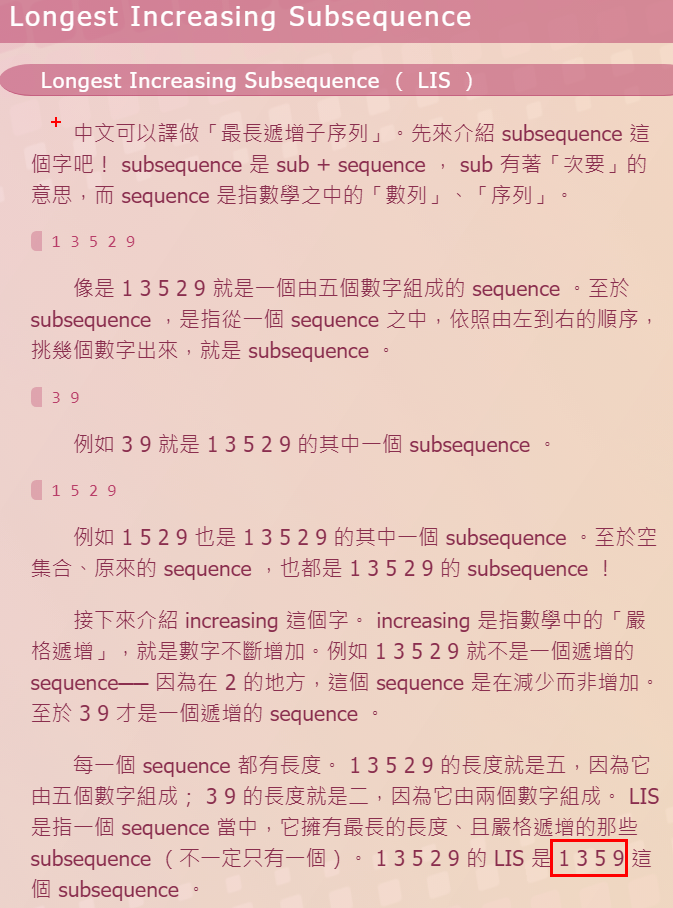 Longest Increasing Subsequence
Longest Increasing Subsequence （ LIS ）
中文可以譯做「最長遞增子序列」。先來介紹 subsequence 這
個字吧！ subsequence 是 sub + sequence ， sub 有著「次要」的
意思，而 sequence 是指數學之中的「數列」、「序列」。
1 3 5 2 9
像是 1 3 5 2 9 就是一個由五個數字組成的 sequence 。至於
subsequence ，是指從一個 sequence 之中，依照由左到右的順序，
挑幾個數字出來，就是 subsequence 。
3 9
例如 3 9 就是 1 3 5 2 9 的其中一個 subsequence 。
1 5 2 9
例如 1 5 2 9 也是 1 3 5 2 9 的其中一個 subsequence 。至於空
集合、原來的 sequence ，也都是 1 3 5 2 9 的 subsequence ！
接下來介紹 increasing 這個字。 increasing 是指數學中的「嚴
格遞增」，就是數字不斷增加。例如 1 3 5 2 9 就不是一個遞增的
sequence── 因為在 2 的地方，這個 sequence 是在減少而非增加。
至於 3 9 才是一個遞增的 sequence 。
每一個 sequence 都有長度。 1 3 5 2 9 的長度就是五，因為它
由五個數字組成； 3 9 的長度就是二，因為它由兩個數字組成。 LIS
是指一個 sequence 當中，它擁有最長的長度、且嚴格遞增的那些
subsequence （不一定只有一個）。 1 3 5 2 9 的 LIS 是 1 3 5 9 這
個 subsequence 。